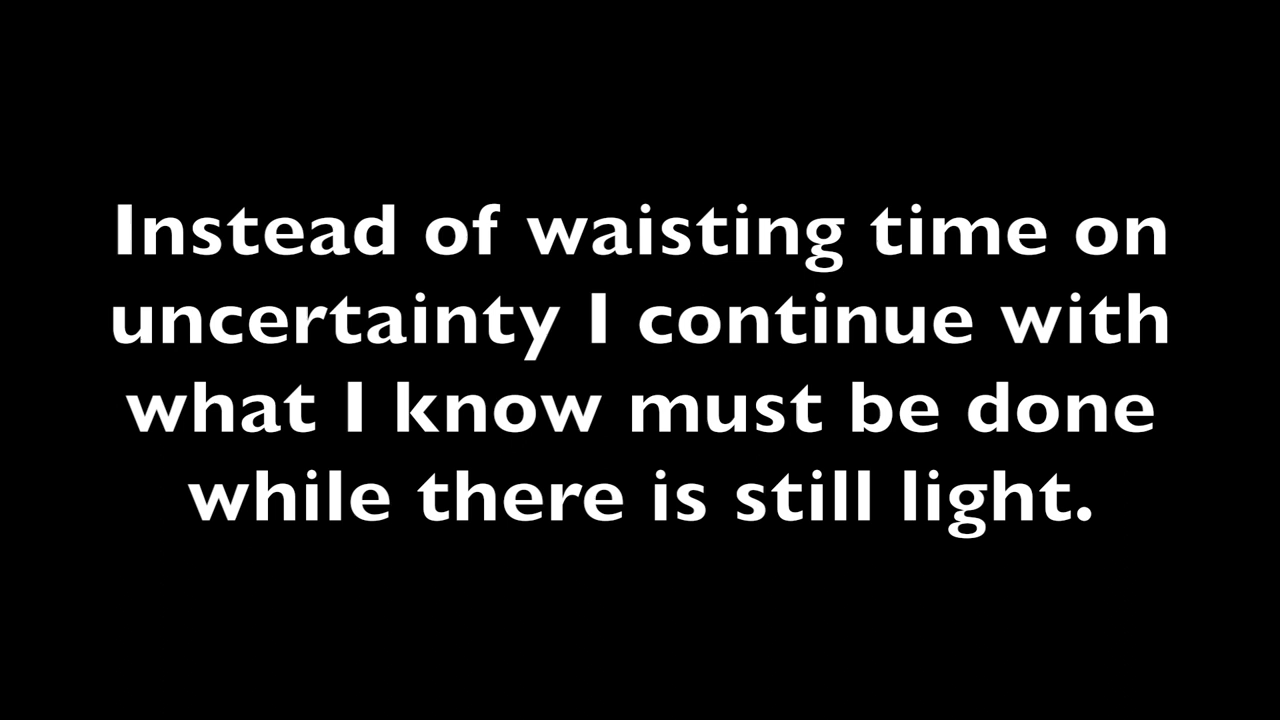 Instead of waisting time on
uncertainty I continue with
what I know must be done
while there is still light.